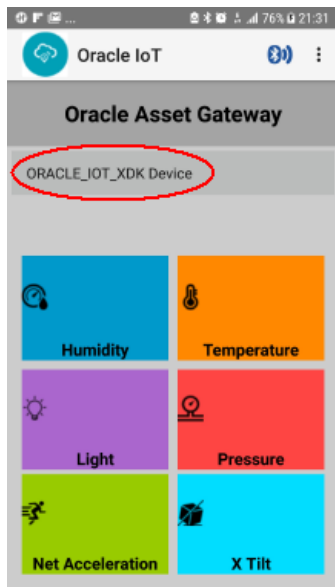 76% 21:31
Oracle IoT
Oracle Asset Gateway
ORACLE_IOT_XDK Device
Humidity
Temperature
Light
Pressure
Net Acceleration
X Tilt